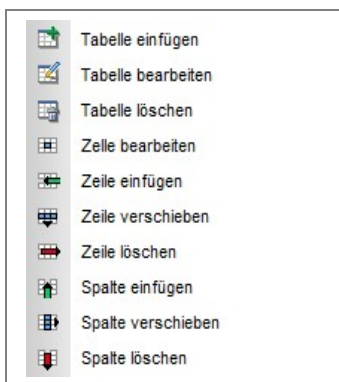 Tabelle einfügen
Tabelle bearbeiten
Tabelle löschen
Zelle bearbeiten
Zeile einfügen
Zeile verschieben
Zeile löschen
Spalte einfügen
Spalte verschieben
Spalte löschen